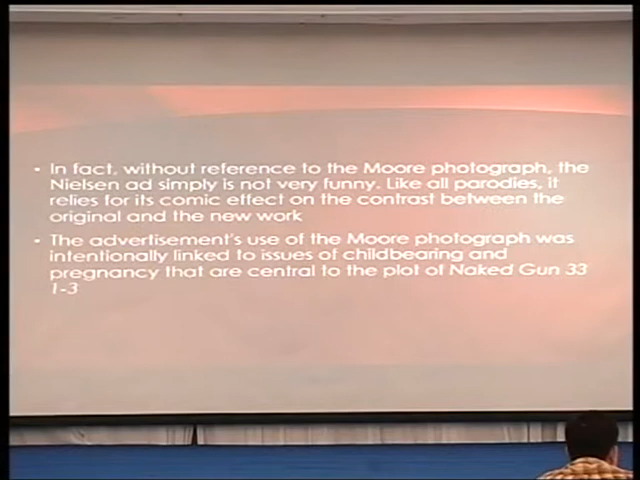 • In fact, without reference to the Moore photograph, the
Nielsen ad simply is not very funny. Like all parodies, it
relies for its comic effect on the contrast between the
original and the new work
• The advertisement's use of the Moore photograph was
intentionally linked to issues of childbearing and
pregnancy that are central to the plot of Naked Gun 33
1-3